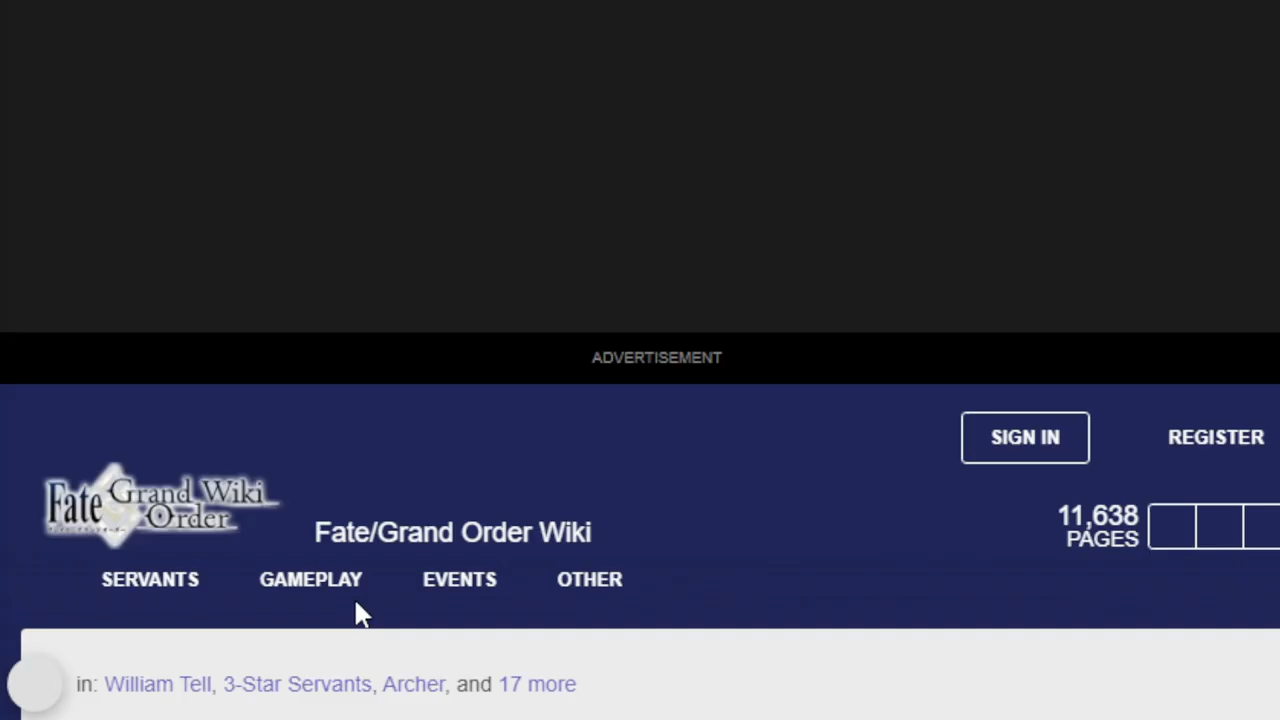 ADVERTISEMENT
SIGN IN
REGISTER
Fate Grand Wiki
Order
Fate/Grand Order Wiki
11,638
PAGES
SERVANTS
GAMEPLAY
EVENTS
OTHER
in: William Tell, 3-Star Servants, Archer, and 17 more